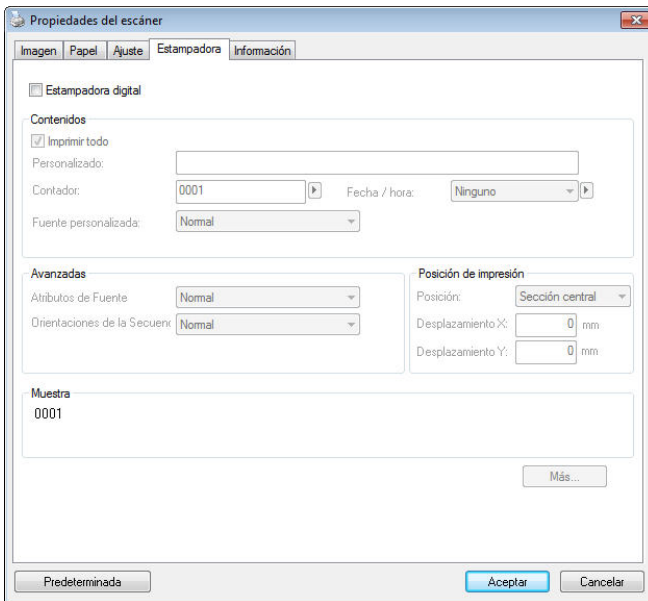 Propiedades del escáner
Imagen Papel Ajuste Estampadora Información
Estampadora digital
Contenidos
Imprimir todo
Personalizado:
Contador: 0001 Fecha / hora: Ninguno
Fuente personalizada: Normal
Avanzadas
Atributos de Fuente Normal
Orientaciones de la Secuenc Normal
Posición de impresión
Posición: Sección central
Desplazamiento X: 0 mm
Desplazamiento Y: 0 mm
Muestra
0001
Más...
Predeterminada Aceptar Cancelar